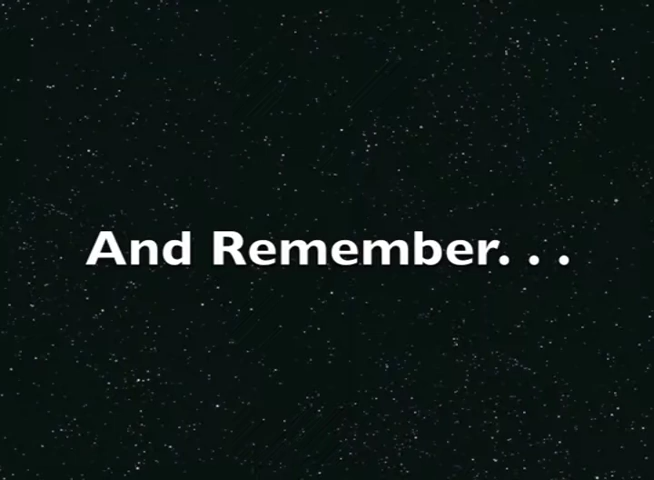 And Remember. . .